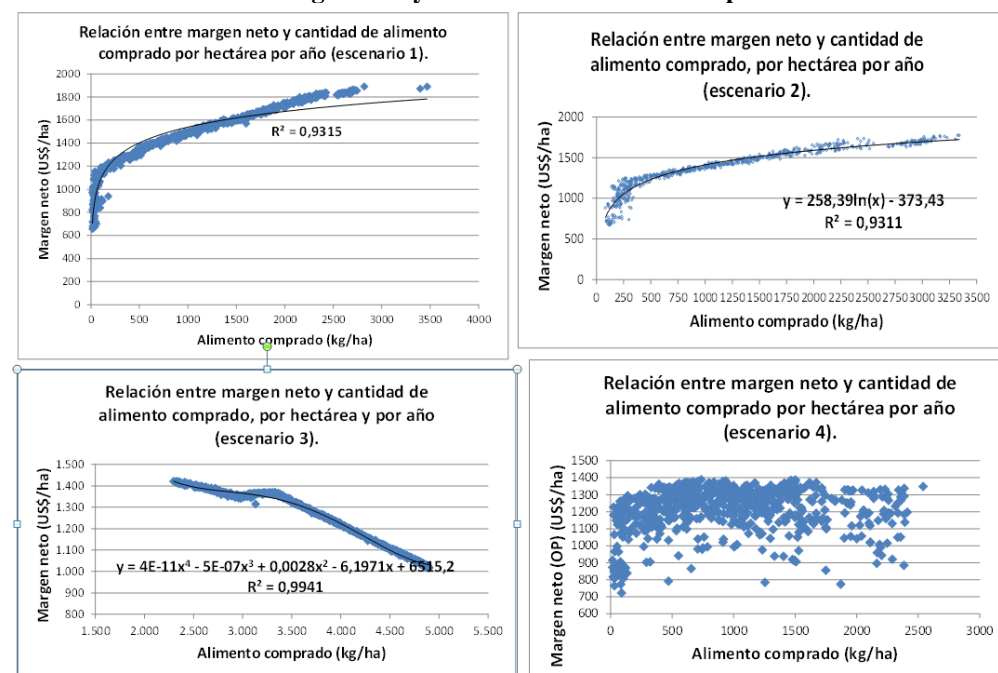 Relación entre margen neto y cantidad de alimento
comprado por hectárea por año (escenario 1).
Margen neto (US$/ha)
2000
1800
1600
1400
1200
1000
800
600
400
200
0
R² = 0,9315
0 500 1000 1500 2000 2500 3000 3500 4000
Alimento comprado (kg/ha)
Relación entre margen neto y cantidad de
alimento comprado, por hectárea por año
(escenario 2).
Margen neto (US$/ha)
2000
1500
1000
500
0
y = 258,39ln(x) - 373,43
R² = 0,9311
0 250 500 750 1000 1250 1500 1750 2000 2250 2500 2750 3000 3250 3500
Alimento comprado (kg/ha)
Relación entre margen neto y cantidad de
alimento comprado, por hectárea y por año
(escenario 3).
Margen neto (US$/ha)
1.500
1.400
1.300
1.200
1.100
1.000
900
800
y = 4E-11x⁴ - 5E-07x³ + 0,0028x² - 6,1971x + 6515,2
R² = 0,9941
1.500 2.000 2.500 3.000 3.500 4.000 4.500 5.000 5.500
Alimento comprado (kg/ha)
Relación entre margen neto y cantidad de
alimento comprado por hectárea por año
(escenario 4).
Margen neto (OP) (US$/ha)
1500
1400
1300
1200
1100
1000
900
800
700
600
0 500 1000 1500 2000 2500 3000
Alimento comprado (kg/ha)